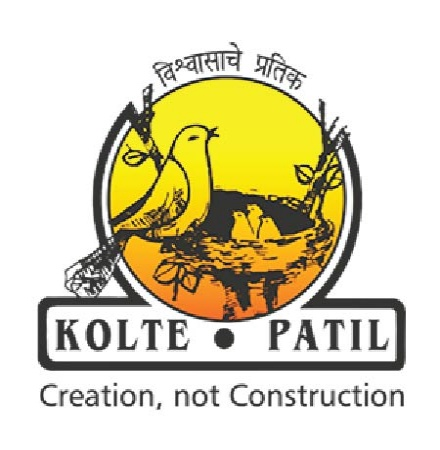 विश्वासाचे प्रतिक
KOLTE • PATIL
Creation, not Construction